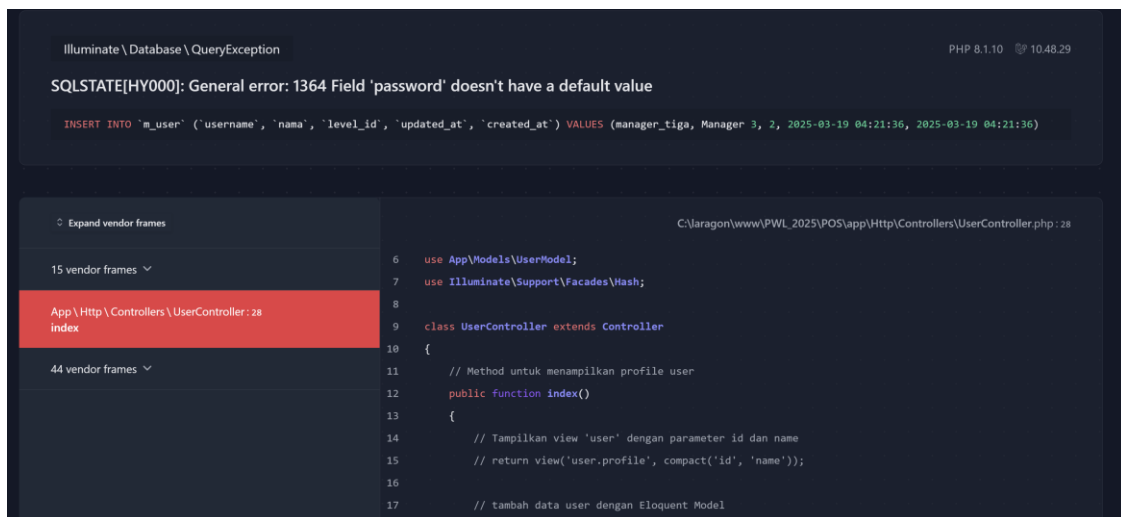 Illuminate \ Database \ QueryException
PHP 8.1.10 10.48.29
SQLSTATE[HY000]: General error: 1364 Field 'password' doesn't have a default value
INSERT INTO `m_user` (`username`, `nama`, `level_id`, `updated_at`, `created_at`) VALUES (manager_tiga, Manager 3, 2, 2025-03-19 04:21:36, 2025-03-19 04:21:36)
Expand vendor frames
15 vendor frames
App \ Http \ Controllers \ UserController : 28
index
44 vendor frames
C:\laragon\www\PWL_2025\POS\app\Http\Controllers\UserController.php : 28
6 use App\Models\UserModel;
7 use Illuminate\Support\Facades\Hash;
8
9 class UserController extends Controller
10 {
11 // Method untuk menampilkan profile user
12 public function index()
13 {
14 // Tampilkan view 'user' dengan parameter id dan name
15 // return view('user.profile', compact('id', 'name'));
16
17 // tambah data user dengan Eloquent Model